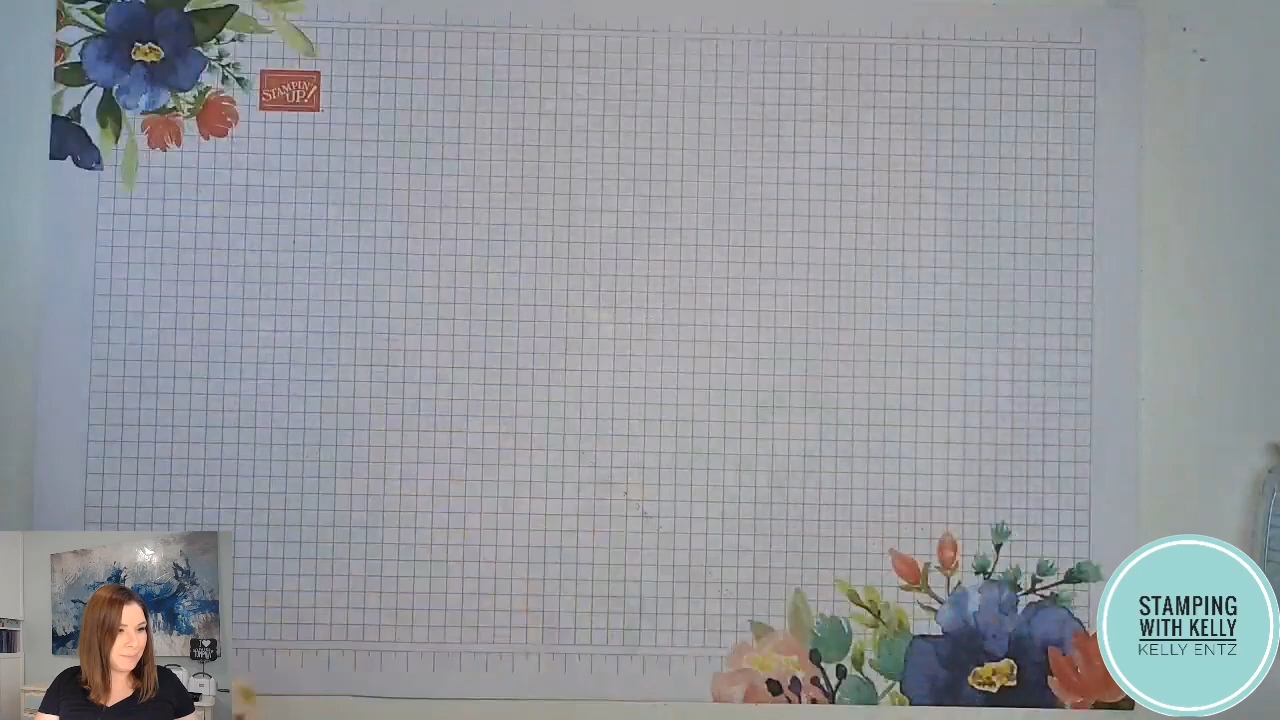 STAMPIN'
UP!
STAMPING
WITH KELLY
KELLY ENTZ